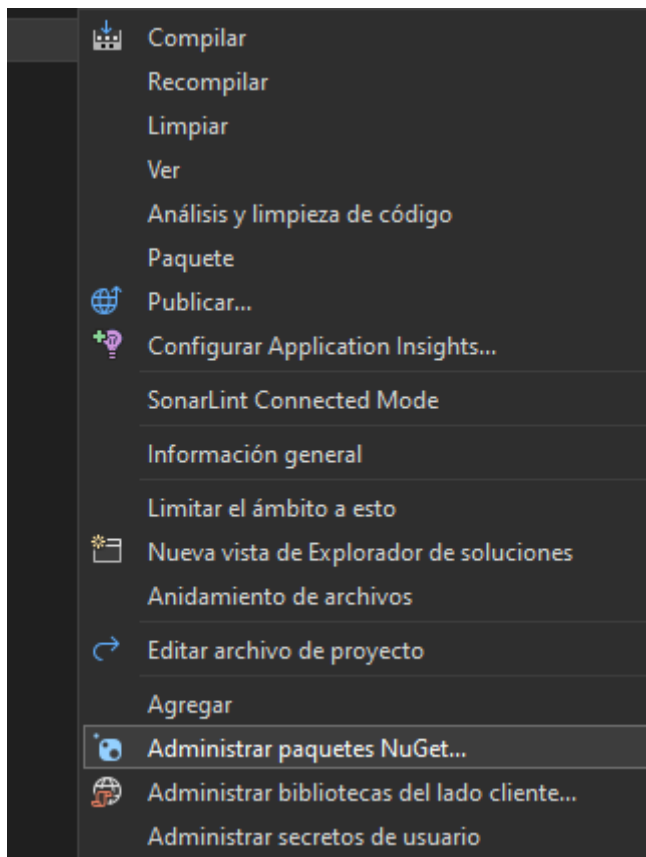 Compilar
Recompilar
Limpiar
Ver
Análisis y limpieza de código
Paquete
Publicar...
Configurar Application Insights...
SonarLint Connected Mode
Información general
Limitar el ámbito a esto
Nueva vista de Explorador de soluciones
Anidamiento de archivos
Editar archivo de proyecto
Agregar
Administrar paquetes NuGet...
Administrar bibliotecas del lado cliente...
Administrar secretos de usuario